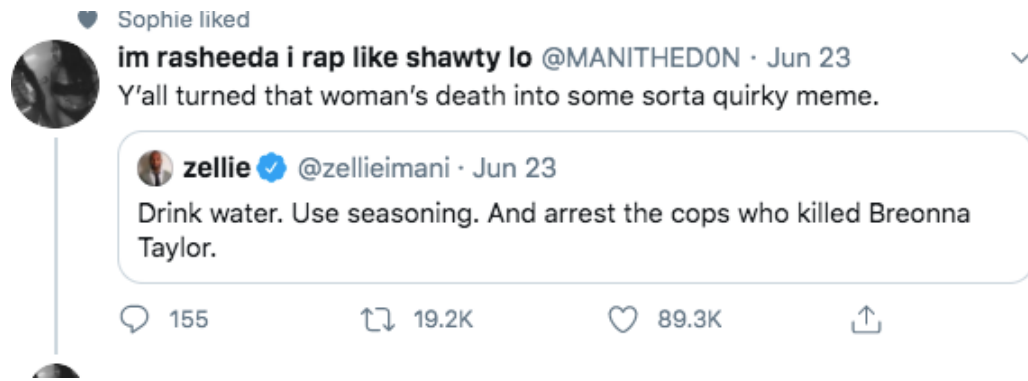 Sophie liked
im rasheeda i rap like shawty lo @MANITHED0N · Jun 23
Y'all turned that woman's death into some sorta quirky meme.
zellie @zellieimani · Jun 23
Drink water. Use seasoning. And arrest the cops who killed Breonna
Taylor.
155 19.2K 89.3K